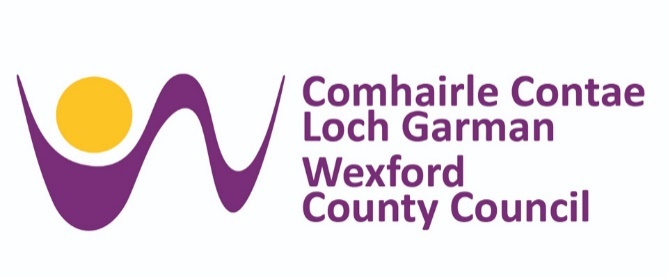 Comhairle Contae
Loch Garman
Wexford
County Council